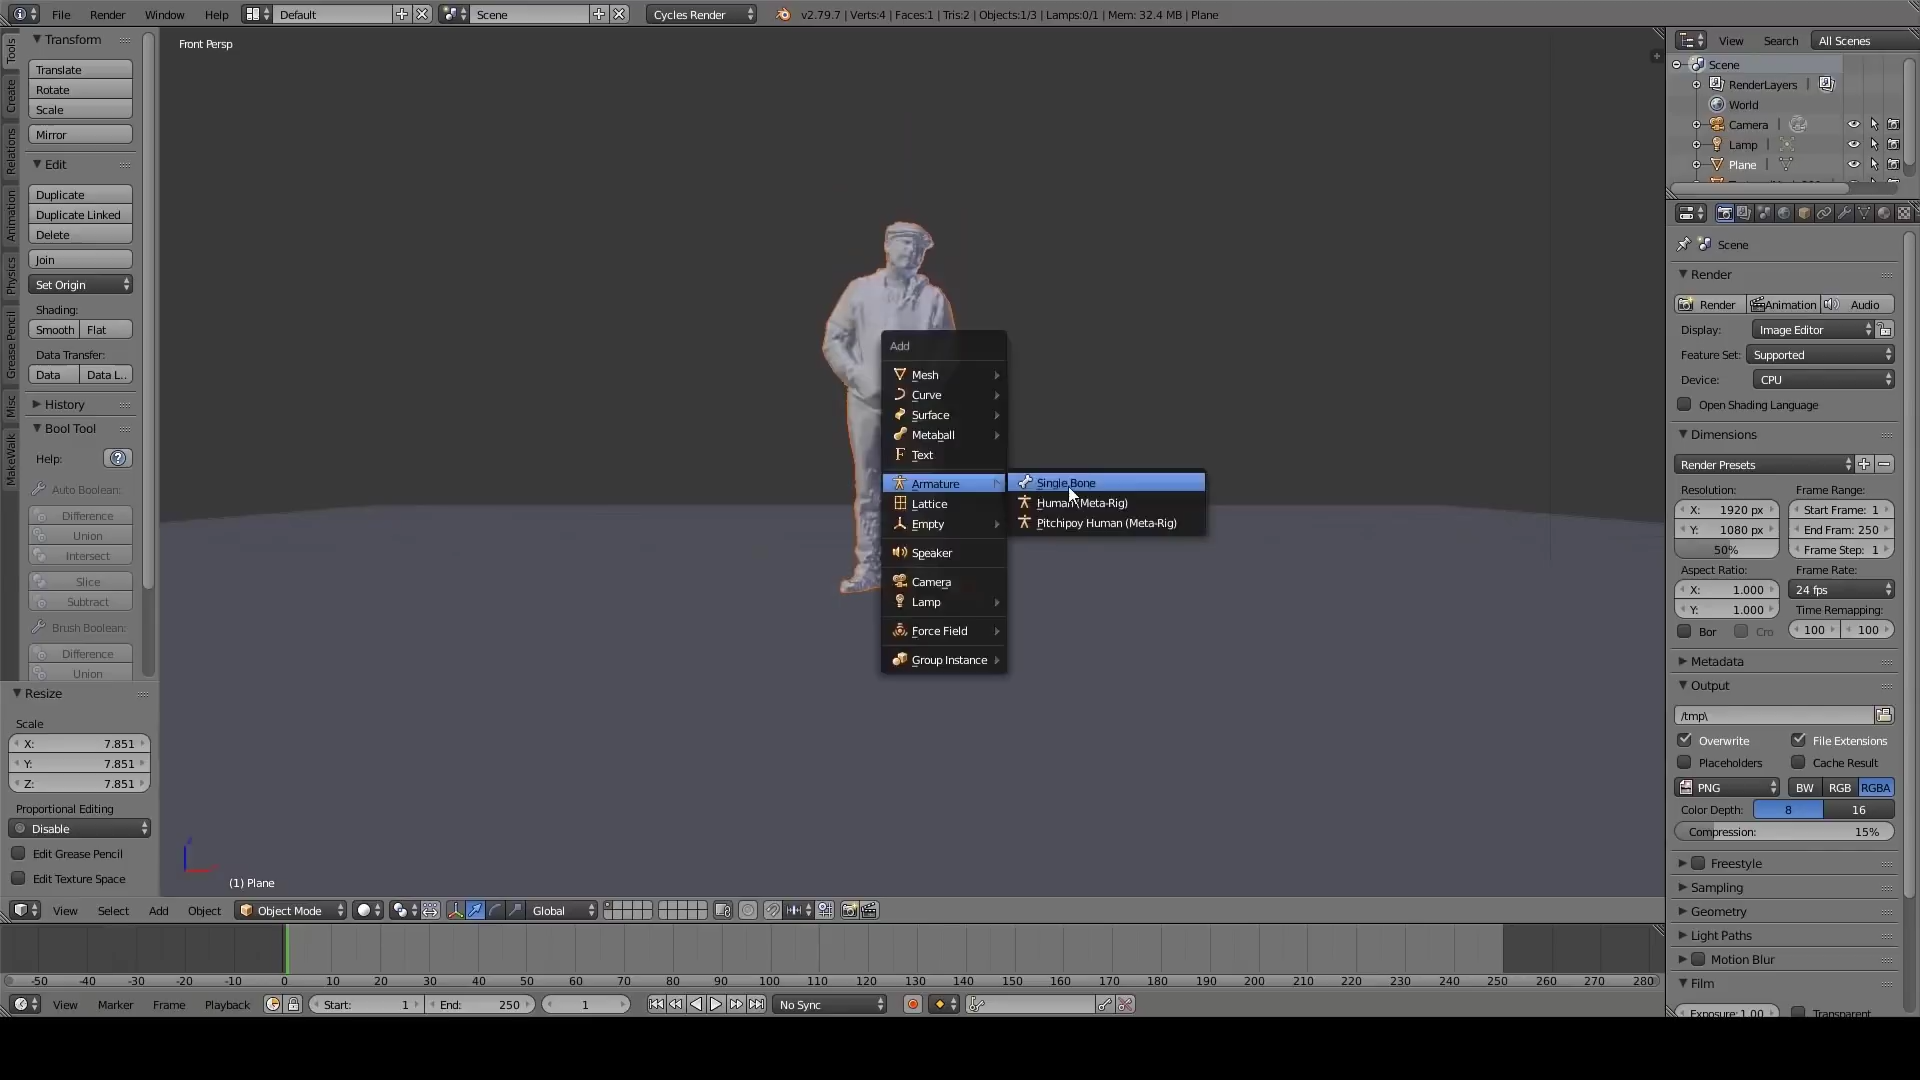 File Render Window Help Default Scene Cycles Render v2.79.7 | Verts:4 | Faces:1 | Tris:2 | Objects:1/3 | Lamps:0/1 | Mem: 32.4 MB | Plane
Tools
Create
Relations
Animation
Physics
Grease Pencil
Misc
MakeWalk
Transform
Translate
Rotate
Scale
Mirror
Edit
Duplicate
Duplicate Linked
Delete
Join
Set Origin
Shading:
Smooth Flat
Data Transfer:
Data Data L..
History
Bool Tool
Help:
Auto Boolean:
Difference
Union
Intersect
Slice
Subtract
Brush Boolean:
Difference
Union
Resize
Scale
X: 7.851
Y: 7.851
Z: 7.851
Proportional Editing
Disable
Edit Grease Pencil
Edit Texture Space
Front Persp
Add
Mesh
Curve
Surface
Metaball
Text
Armature
Lattice
Empty
Speaker
Camera
Lamp
Force Field
Group Instance
Single Bone
Human (Meta-Rig)
Pitchipoy Human (Meta-Rig)
(1) Plane
View Select Add Object Object Mode Global
-50 -40 -30 -20 -10 0 10 20 30 40 50 60 70 80 90 100 110 120 130 140 150 160 170 180 190 200 210 220 230 240 250 260 270 280
View Marker Frame Playback Start: 1 End: 250 1 No Sync
View Search All Scenes
Scene
RenderLayers
World
Camera
Lamp
Plane
Scene
Render
Render Animation Audio
Display: Image Editor
Feature Set: Supported
Device: CPU
Open Shading Language
Dimensions
Render Presets
Resolution: Frame Range:
X: 1920 px Start Frame: 1
Y: 1080 px End Fram: 250
50% Frame Step: 1
Aspect Ratio: Frame Rate:
X: 1.000 24 fps
Y: 1.000 Time Remapping:
Bor Cro 100 100
Metadata
Output
/tmp\
Overwrite File Extensions
Placeholders Cache Result
PNG BW RGB RGBA
Color Depth: 8 16
Compression: 15%
Freestyle
Sampling
Geometry
Light Paths
Motion Blur
Film
Exposure: 1.00 Transparent